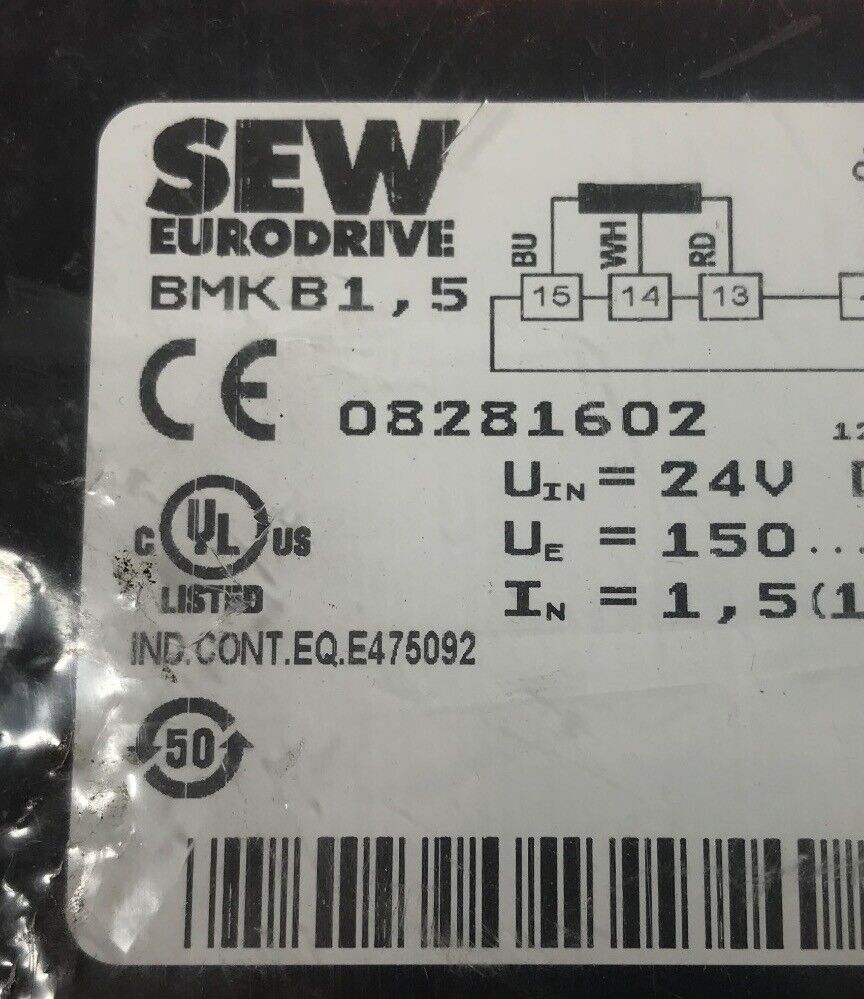 SEW
EURODRIVE
BMKB1,5
BU WH RD
15 14 13
CE 08281602
UIN = 24V
C UL US
UE = 150...
LISTED
IN = 1,5(1
IND.CONT.EQ.E475092
50